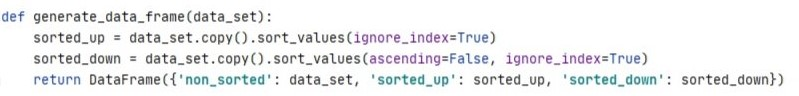 def generate_data_frame(data_set):
    sorted_up = data_set.copy().sort_values(ignore_index=True)
    sorted_down = data_set.copy().sort_values(ascending=False, ignore_index=True)
    return DataFrame({'non_sorted': data_set, 'sorted_up': sorted_up, 'sorted_down': sorted_down})